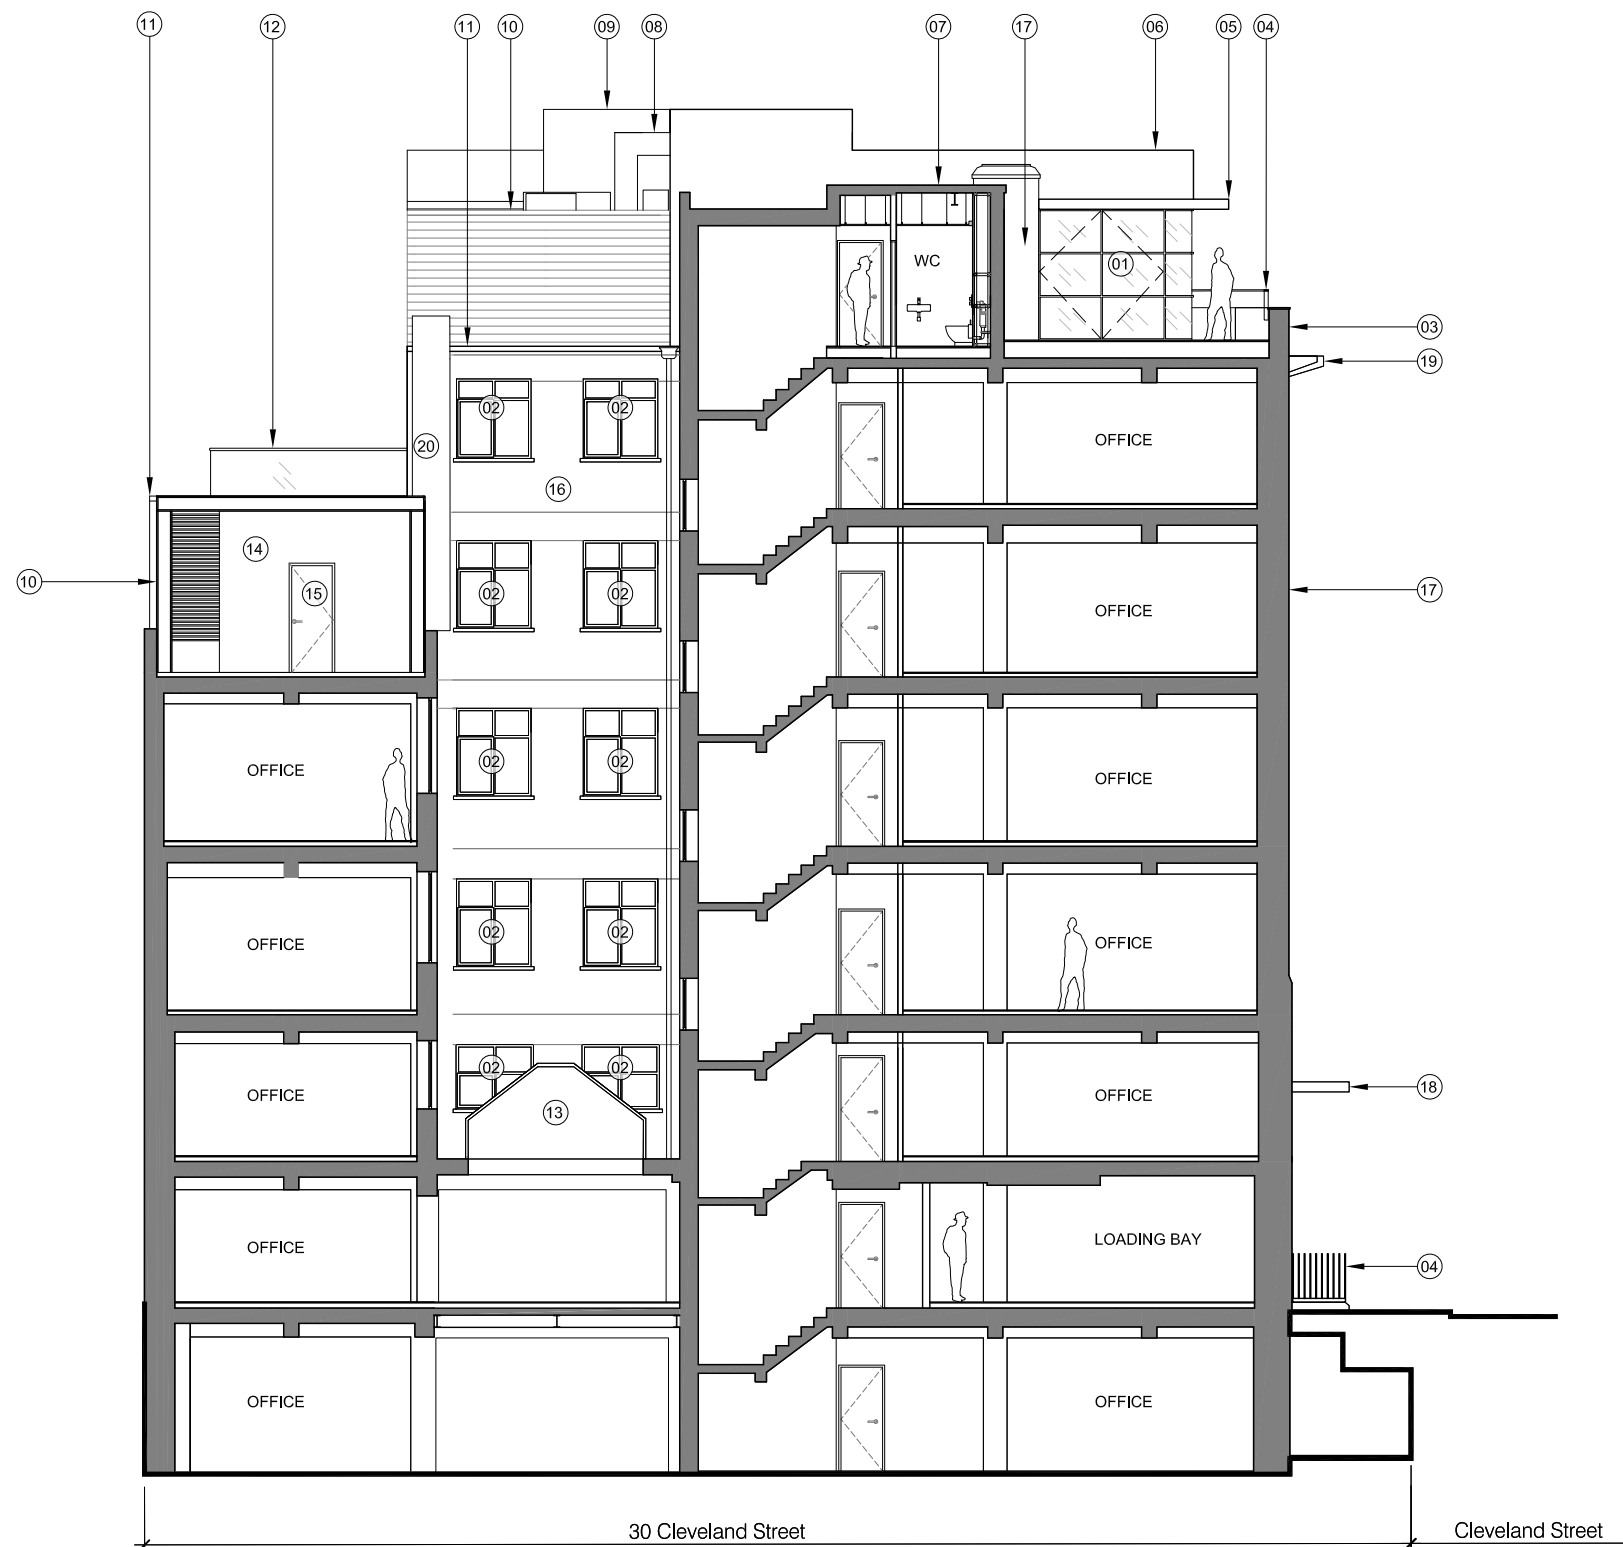 11 12 11 10 09 08 07 17 06 05 04
WC
01
03
19
02 02
OFFICE
20
16
14
15
10
02 02
OFFICE
17
OFFICE
02 02
OFFICE
OFFICE
02 02
OFFICE
OFFICE
02 02
OFFICE
18
13
OFFICE
LOADING BAY
04
OFFICE
OFFICE
30 Cleveland Street
Cleveland Street